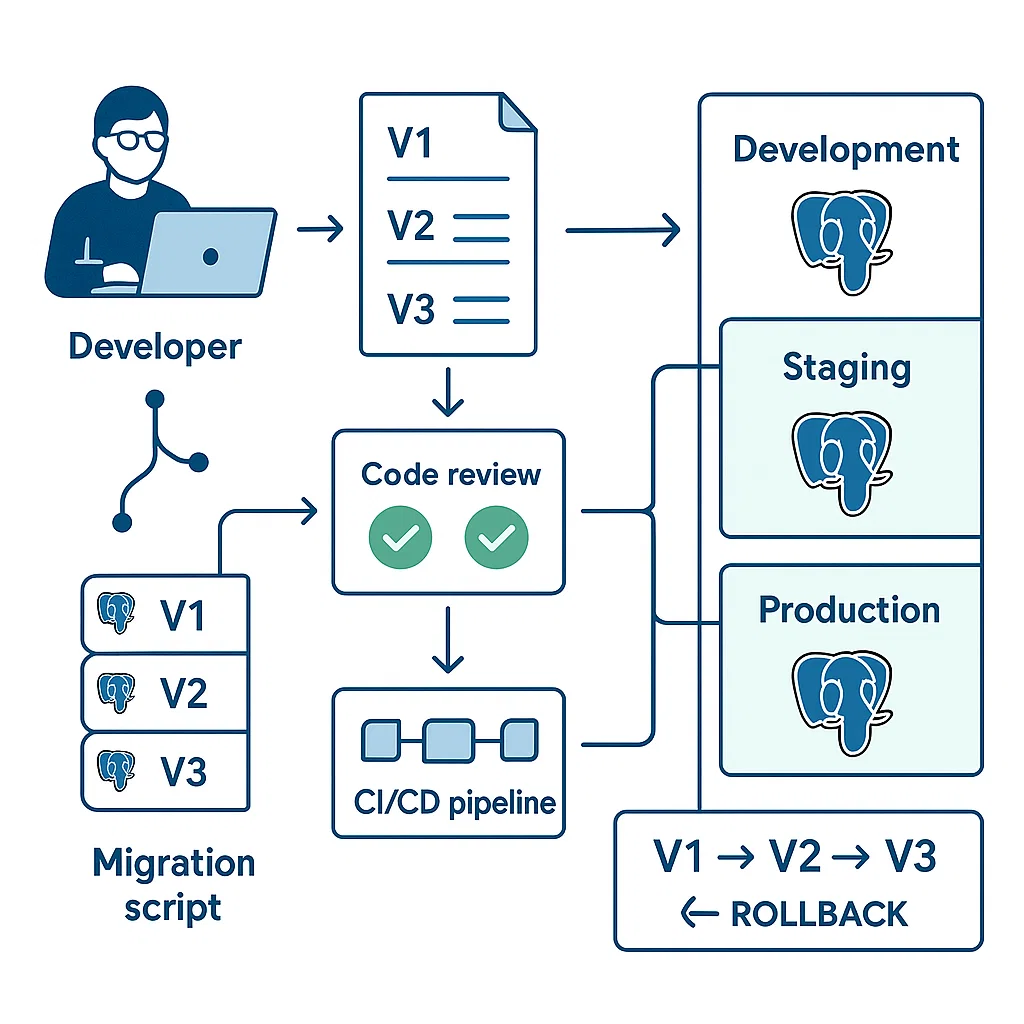 Developer
V1
V2
V3
Development
Staging
Production
Code review
CI/CD pipeline
V1
V2
V3
Migration
script
V1 → V2 → V3
← ROLLBACK